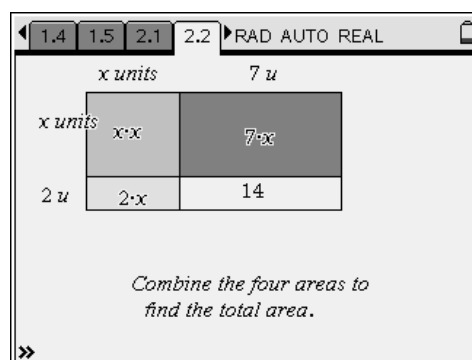 1.4 1.5 2.1 2.2 RAD AUTO REAL
x units 7 u
x units x·x 7·x
2 u 2·x 14
Combine the four areas to
find the total area.
»